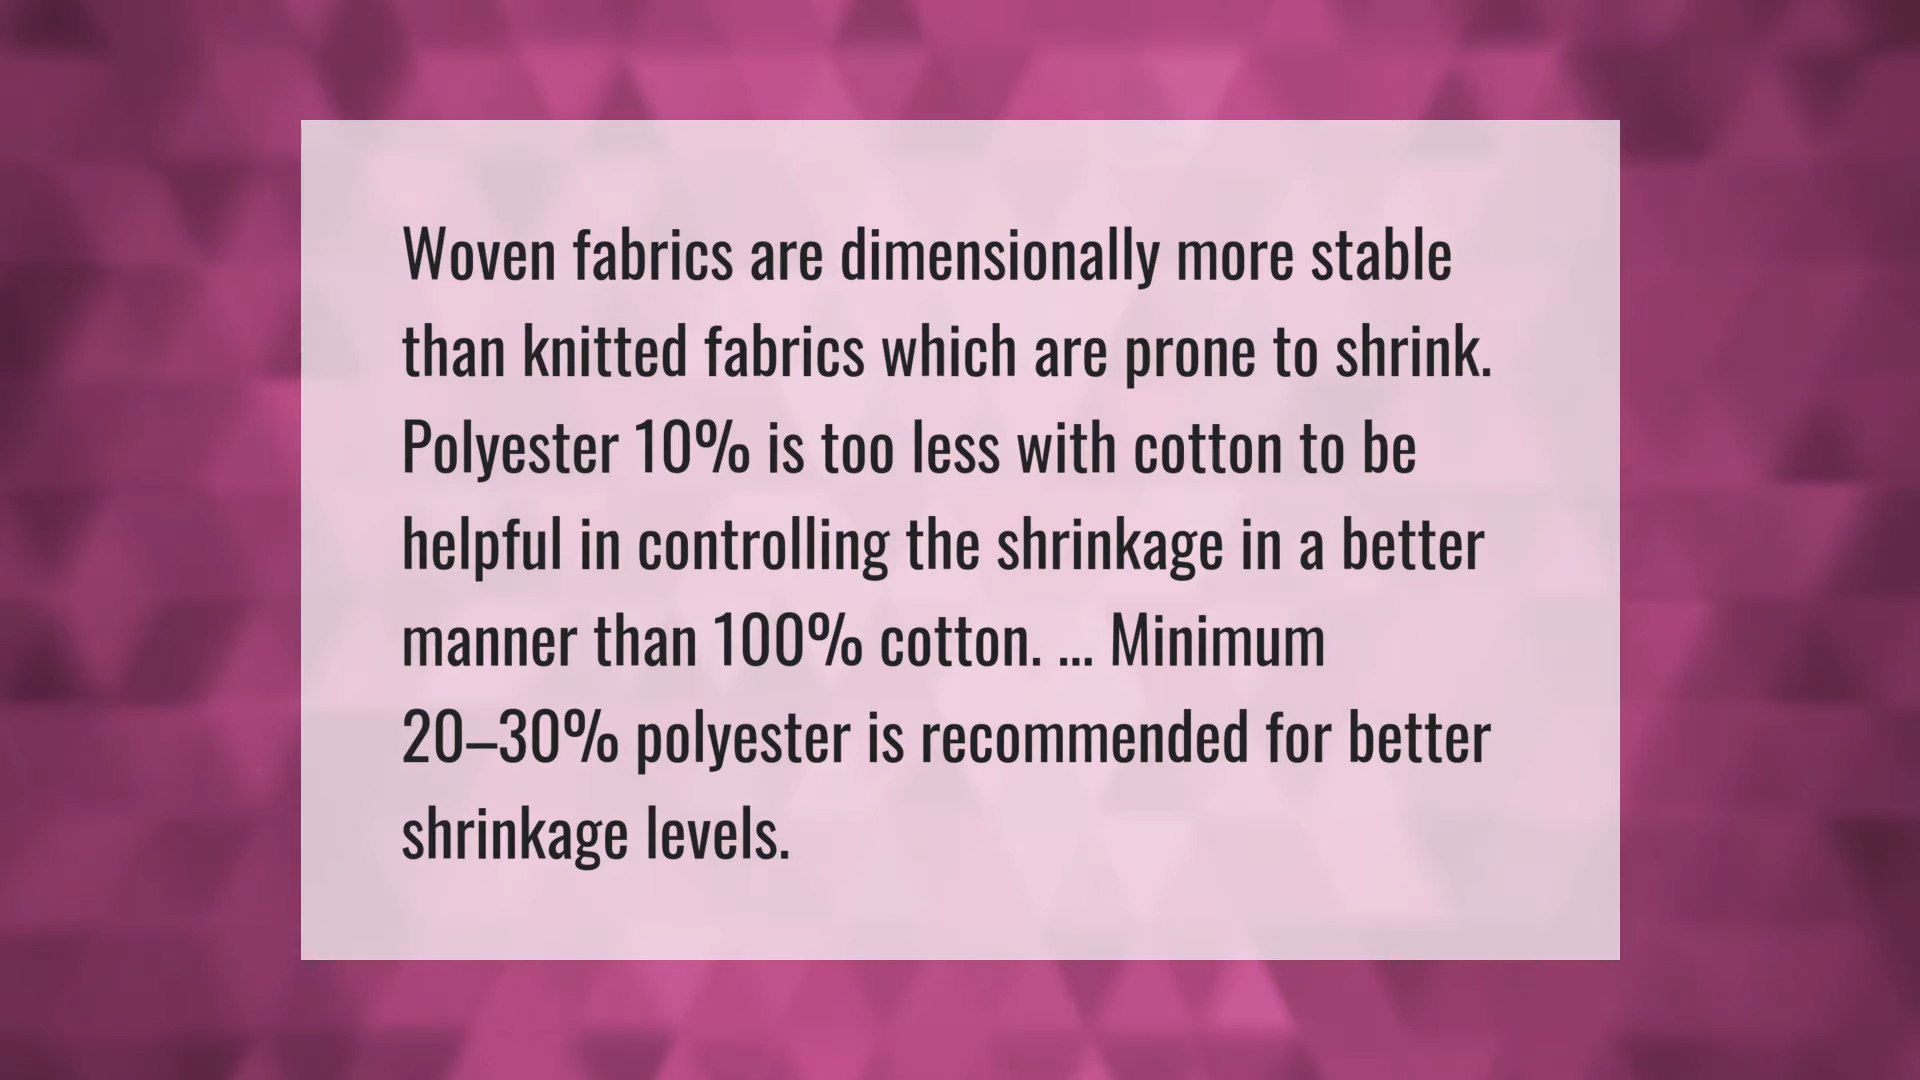 Woven fabrics are dimensionally more stable
than knitted fabrics which are prone to shrink.
Polyester 10% is too less with cotton to be
helpful in controlling the shrinkage in a better
manner than 100% cotton. ... Minimum
20–30% polyester is recommended for better
shrinkage levels.